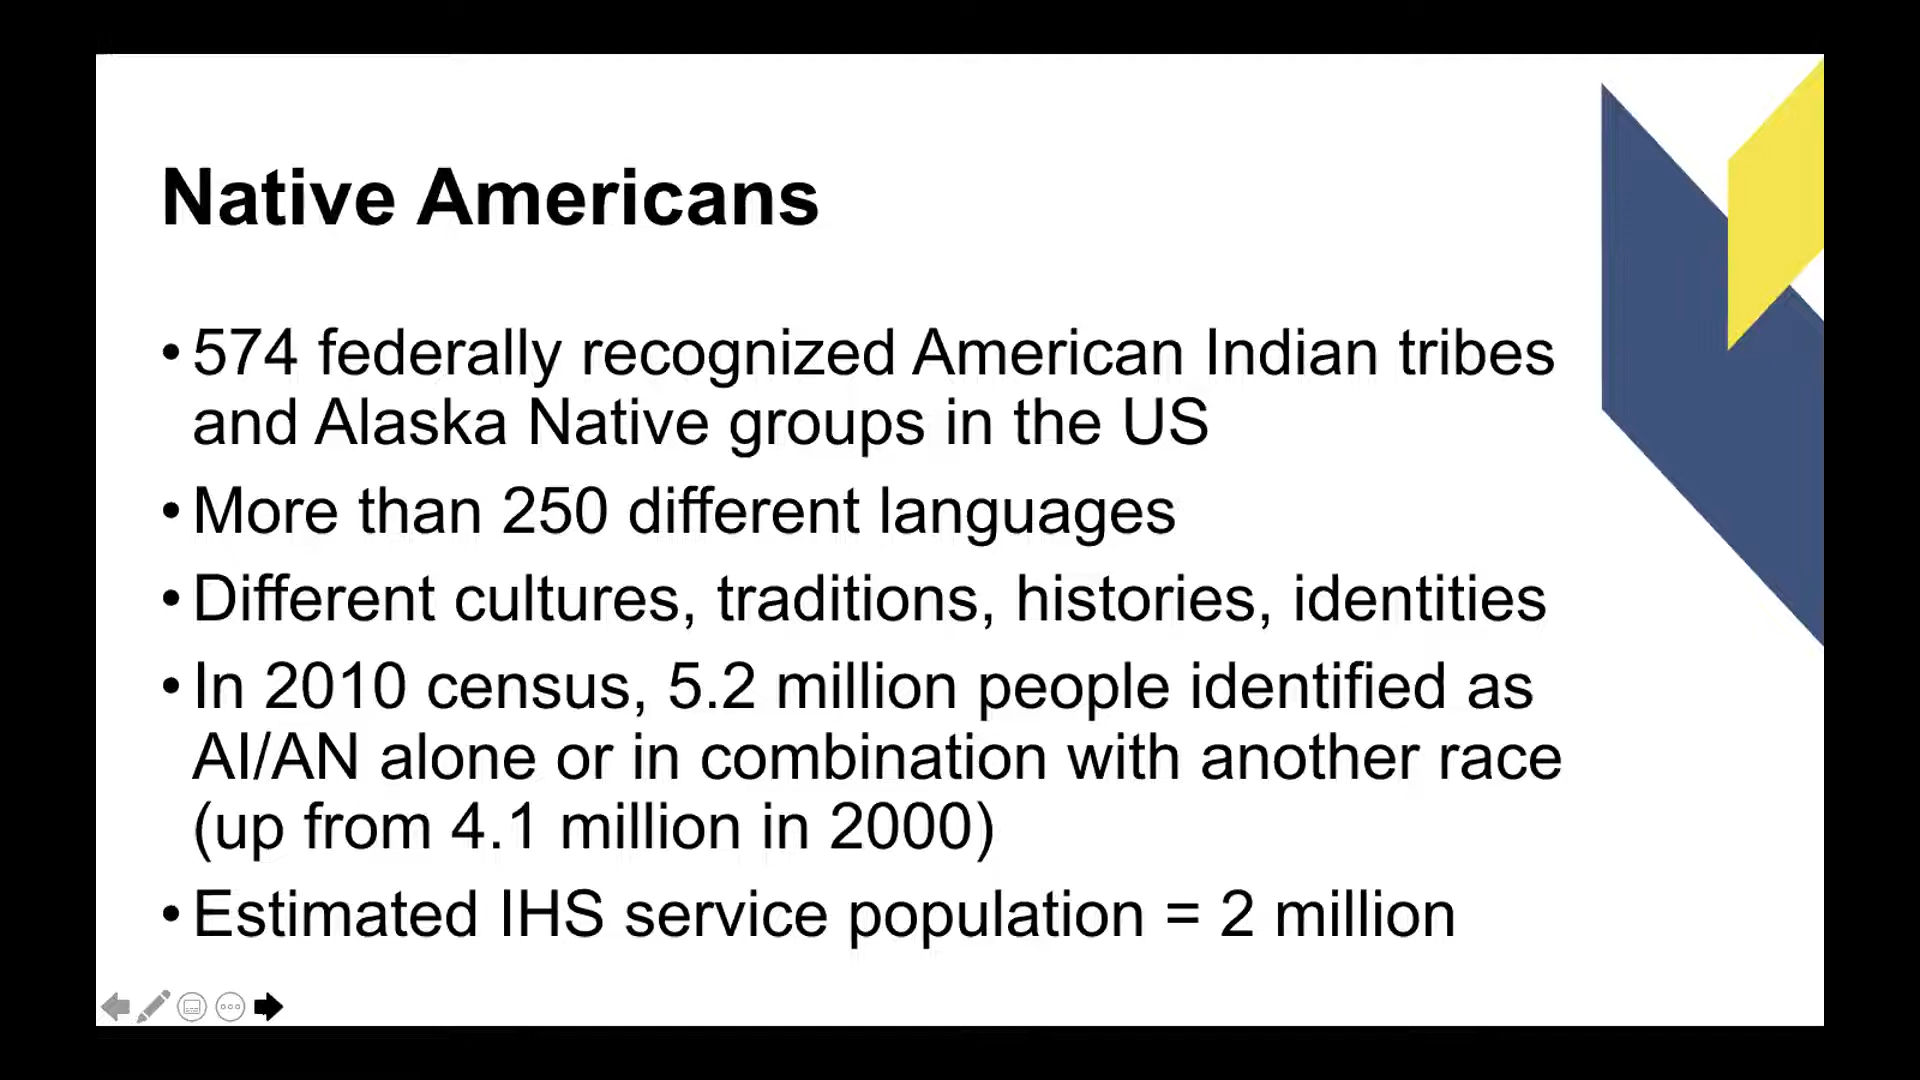 Native Americans
•574 federally recognized American Indian tribes
and Alaska Native groups in the US
•More than 250 different languages
•Different cultures, traditions, histories, identities
•In 2010 census, 5.2 million people identified as
AI/AN alone or in combination with another race
(up from 4.1 million in 2000)
•Estimated IHS service population = 2 million